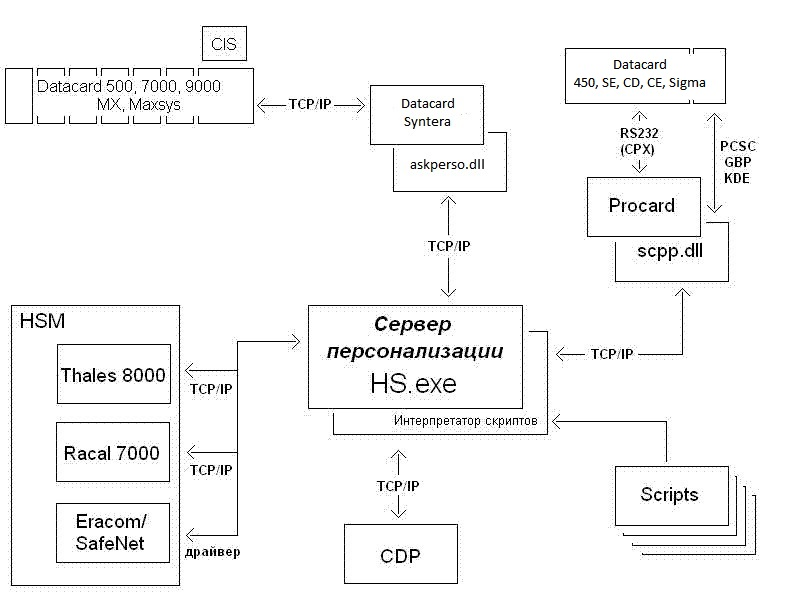 CIS
Datacard 500, 7000, 9000
MX, Maxsys
TCP/IP
Datacard
Syntera
askperso.dll
TCP/IP
Datacard
450, SE, CD, CE, Sigma
RS232
(CPX)
PCSC
GBP
KDE
Procard
scpp.dll
TCP/IP
HSM
Thales 8000
TCP/IP
Racal 7000
TCP/IP
Eracom/
SafeNet
драйвер
Сервер
персонализации
HS.exe
Интерпретатор скриптов
TCP/IP
CDP
Scripts